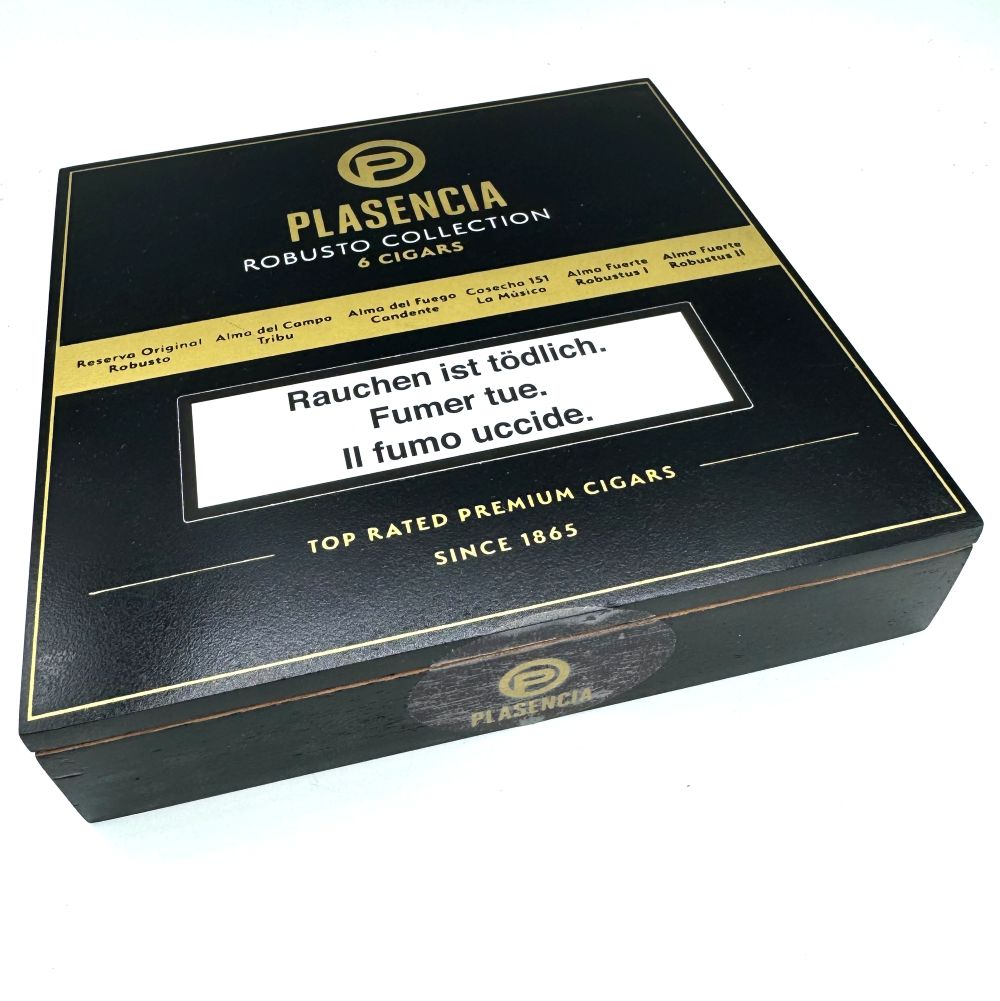 P
PLASENCIA
ROBUSTO COLLECTION
6 CIGARS
Reserva Original
Robusto
Alma del Campo
Tribu
Alma del Fuego
Candente
Cosecha 151
La Música
Alma Fuerte
Robustus I
Alma Fuerte
Robustus II
Rauchen ist tödlich.
Fumer tue.
Il fumo uccide.
TOP RATED PREMIUM CIGARS
SINCE 1865
P
PLASENCIA